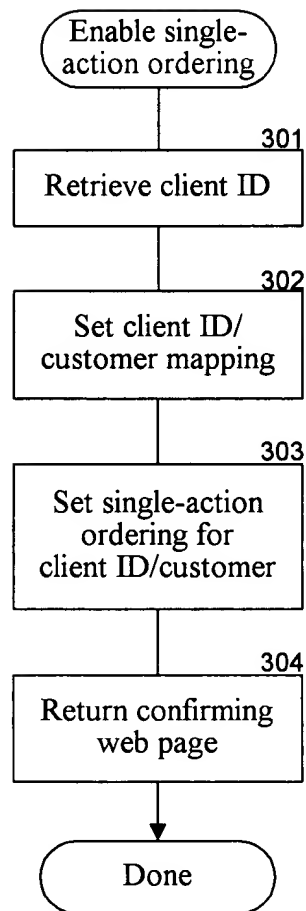 Enable single-
action ordering
301
Retrieve client ID
302
Set client ID/
customer mapping
303
Set single-action
ordering for
client ID/customer
304
Return confirming
web page
Done